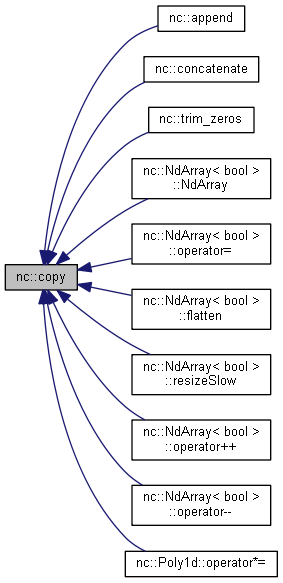 nc::append
nc::concatenate
nc::trim_zeros
nc::NdArray< bool >
::NdArray
nc::NdArray< bool >
::operator=
nc::copy
nc::NdArray< bool >
::flatten
nc::NdArray< bool >
::resizeSlow
nc::NdArray< bool >
::operator++
nc::NdArray< bool >
::operator--
nc::Poly1d::operator*=